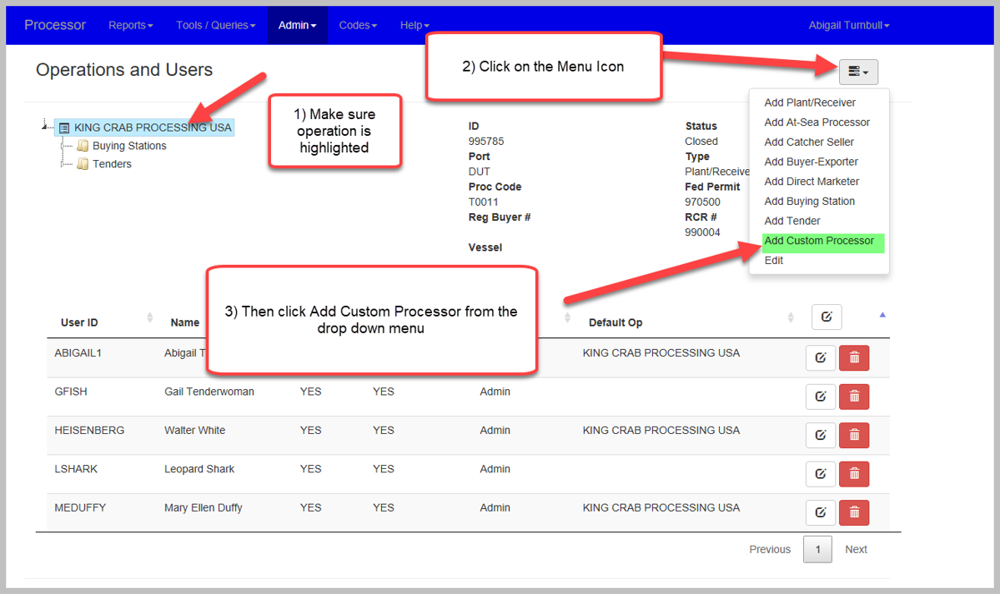 Processor Reports Tools / Queries Admin Codes Help Abigail Turnbull
Operations and Users
2) Click on the Menu Icon
1) Make sure
operation is
highlighted
KING CRAB PROCESSING USA
Buying Stations
Tenders
ID
995785
Port
DUT
Proc Code
T0011
Reg Buyer #
Vessel
Status
Closed
Type
Plant/Receive
Fed Permit
970500
RCR #
990004
Add Plant/Receiver
Add At-Sea Processor
Add Catcher Seller
Add Buyer-Exporter
Add Direct Marketer
Add Buying Station
Add Tender
Add Custom Processor
Edit
3) Then click Add Custom Processor from the
drop down menu
User ID Name Default Op
ABIGAIL1 Abigail T KING CRAB PROCESSING USA
GFISH Gail Tenderwoman YES YES Admin
HEISENBERG Walter White YES YES Admin KING CRAB PROCESSING USA
LSHARK Leopard Shark YES YES Admin
MEDUFFY Mary Ellen Duffy YES YES Admin KING CRAB PROCESSING USA
Previous 1 Next